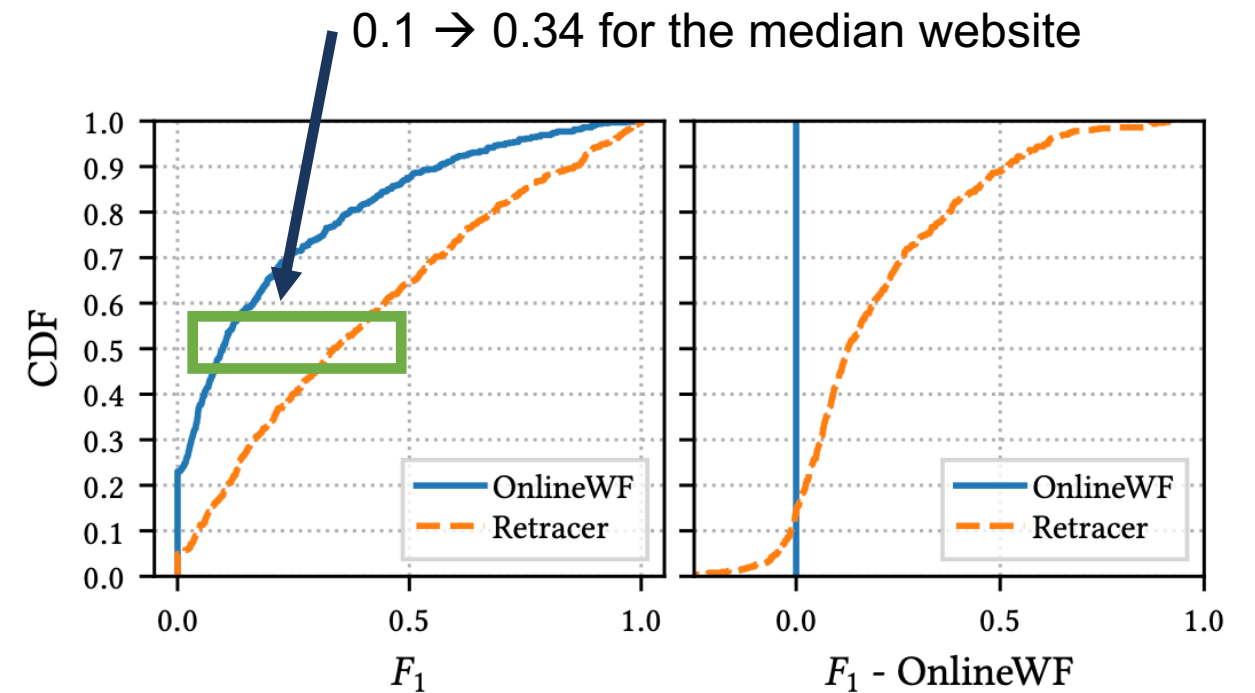 0.1 → 0.34 for the median website
CDF
1.0
0.9
0.8
0.7
0.6
0.5
0.4
0.3
0.2
0.1
0.0
OnlineWF
Retracer
0.0 0.5 1.0
F₁
OnlineWF
Retracer
0.0 0.5 1.0
F₁ - OnlineWF